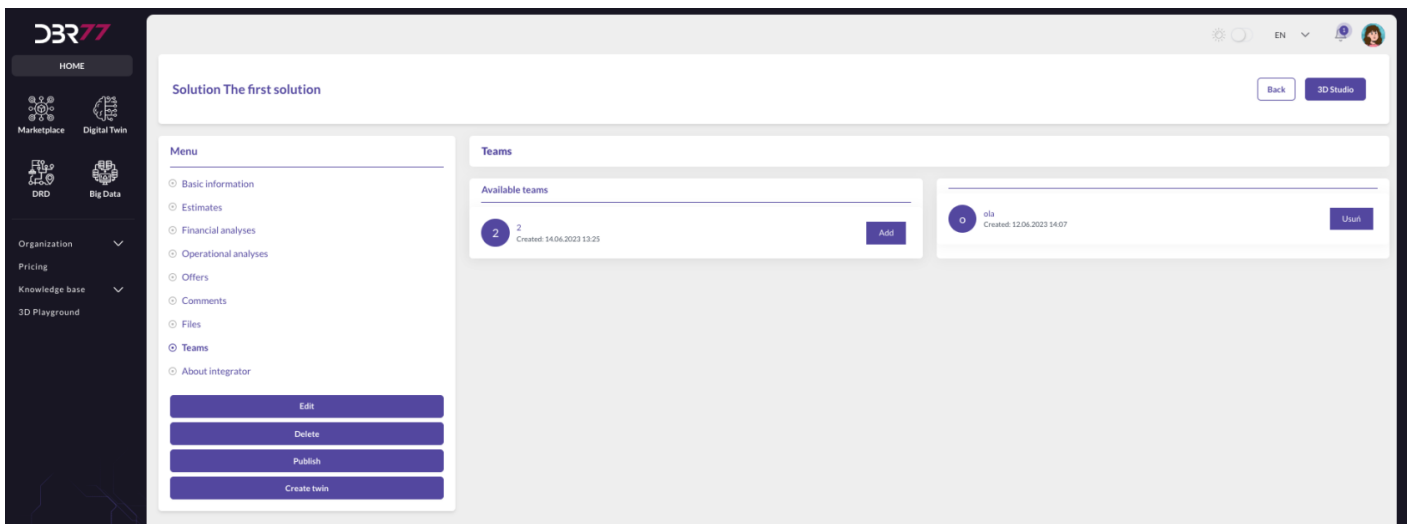 DBR77
HOME
Marketplace
Digital Twin
DRD
Big Data
Organization
Pricing
Knowledge base
3D Playground
EN
1
Solution The first solution
Back
3D Studio
Menu
Basic information
Estimates
Financial analyses
Operational analyses
Offers
Comments
Files
Teams
About integrator
Edit
Delete
Publish
Create twin
Teams
Available teams
2
2
Created: 14.06.2023 13:25
Add
o
ola
Created: 12.06.2023 14:07
Usuń